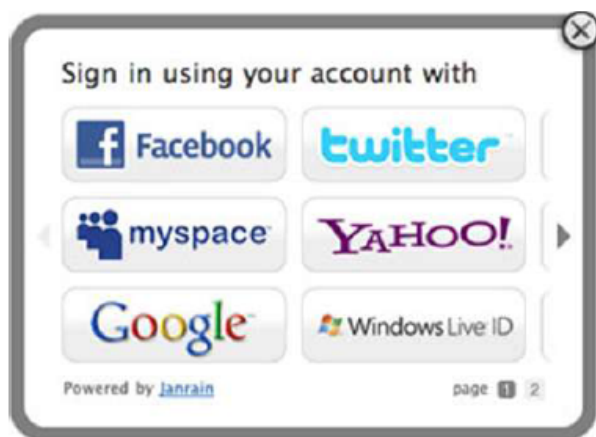 Sign in using your account with
Facebook twitter
myspace YAHOO!
Google Windows Live ID
Powered by Janrain page 1 2